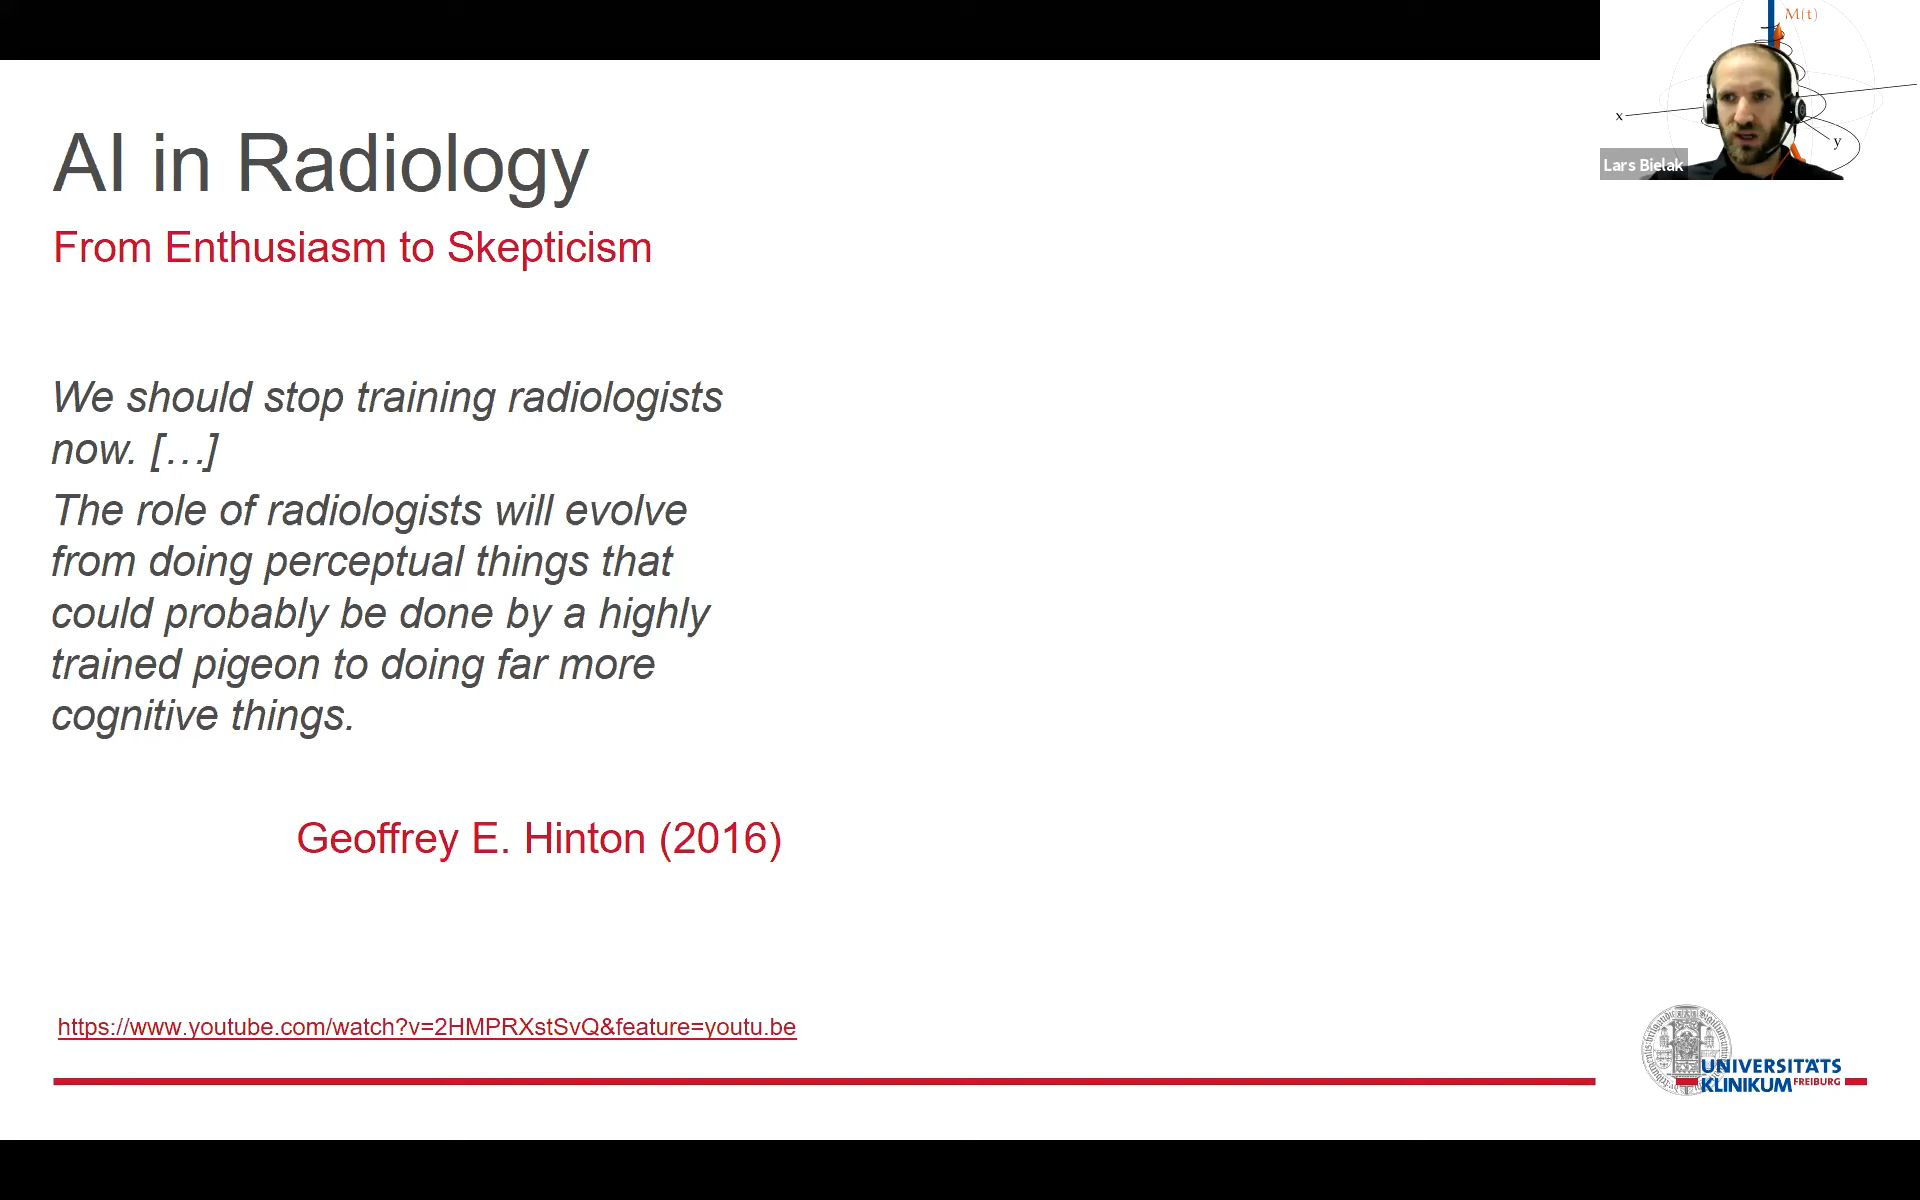 M(t)
x
y
Lars Bielak
AI in Radiology
From Enthusiasm to Skepticism
We should stop training radiologists
now. […]
The role of radiologists will evolve
from doing perceptual things that
could probably be done by a highly
trained pigeon to doing far more
cognitive things.
Geoffrey E. Hinton (2016)
https://www.youtube.com/watch?v=2HMPRXstSvQ&feature=youtu.be
UNIVERSITÄTS
KLINIKUM FREIBURG